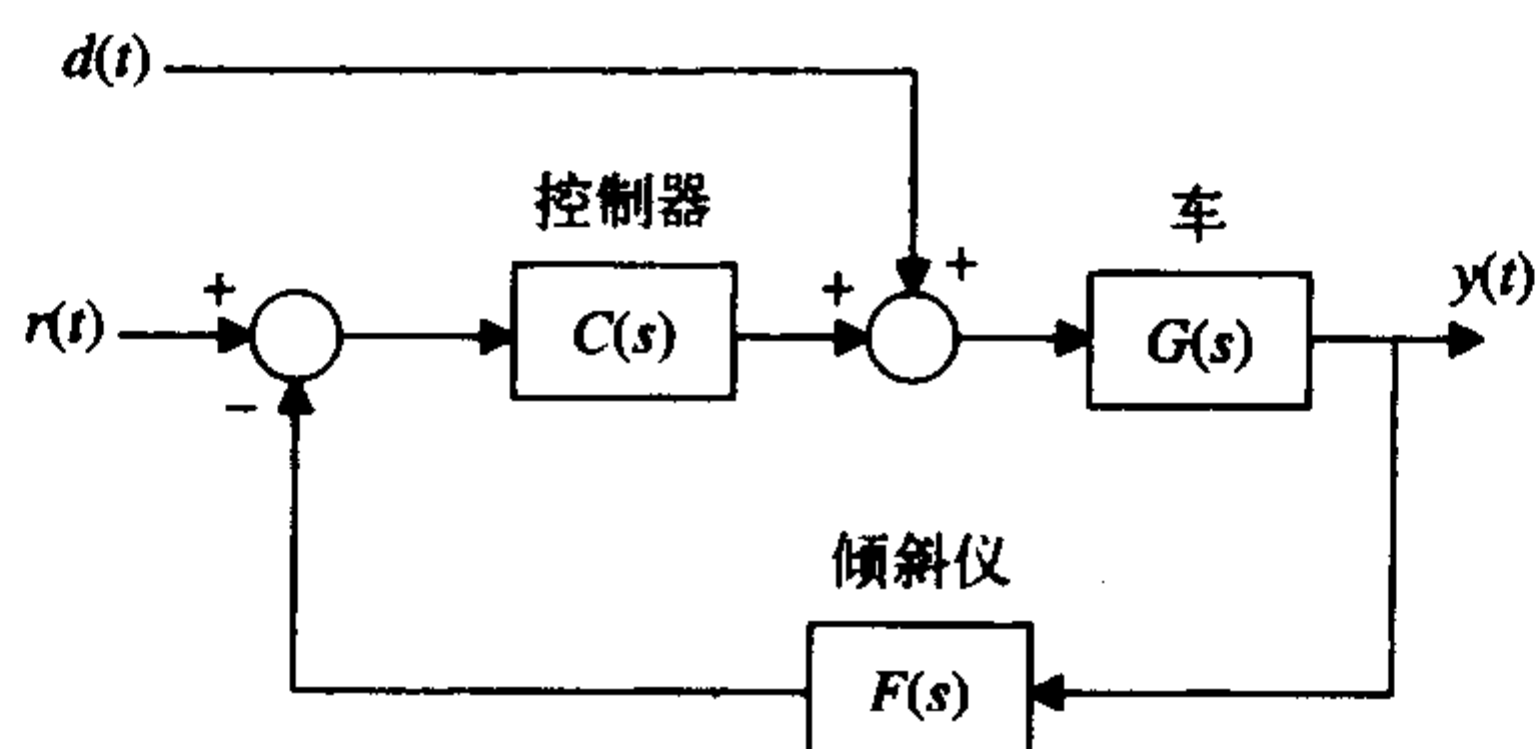 d(t)
控制器
车
+
+
+
r(t)
C(s)
G(s)
y(t)
−
倾斜仪
F(s)